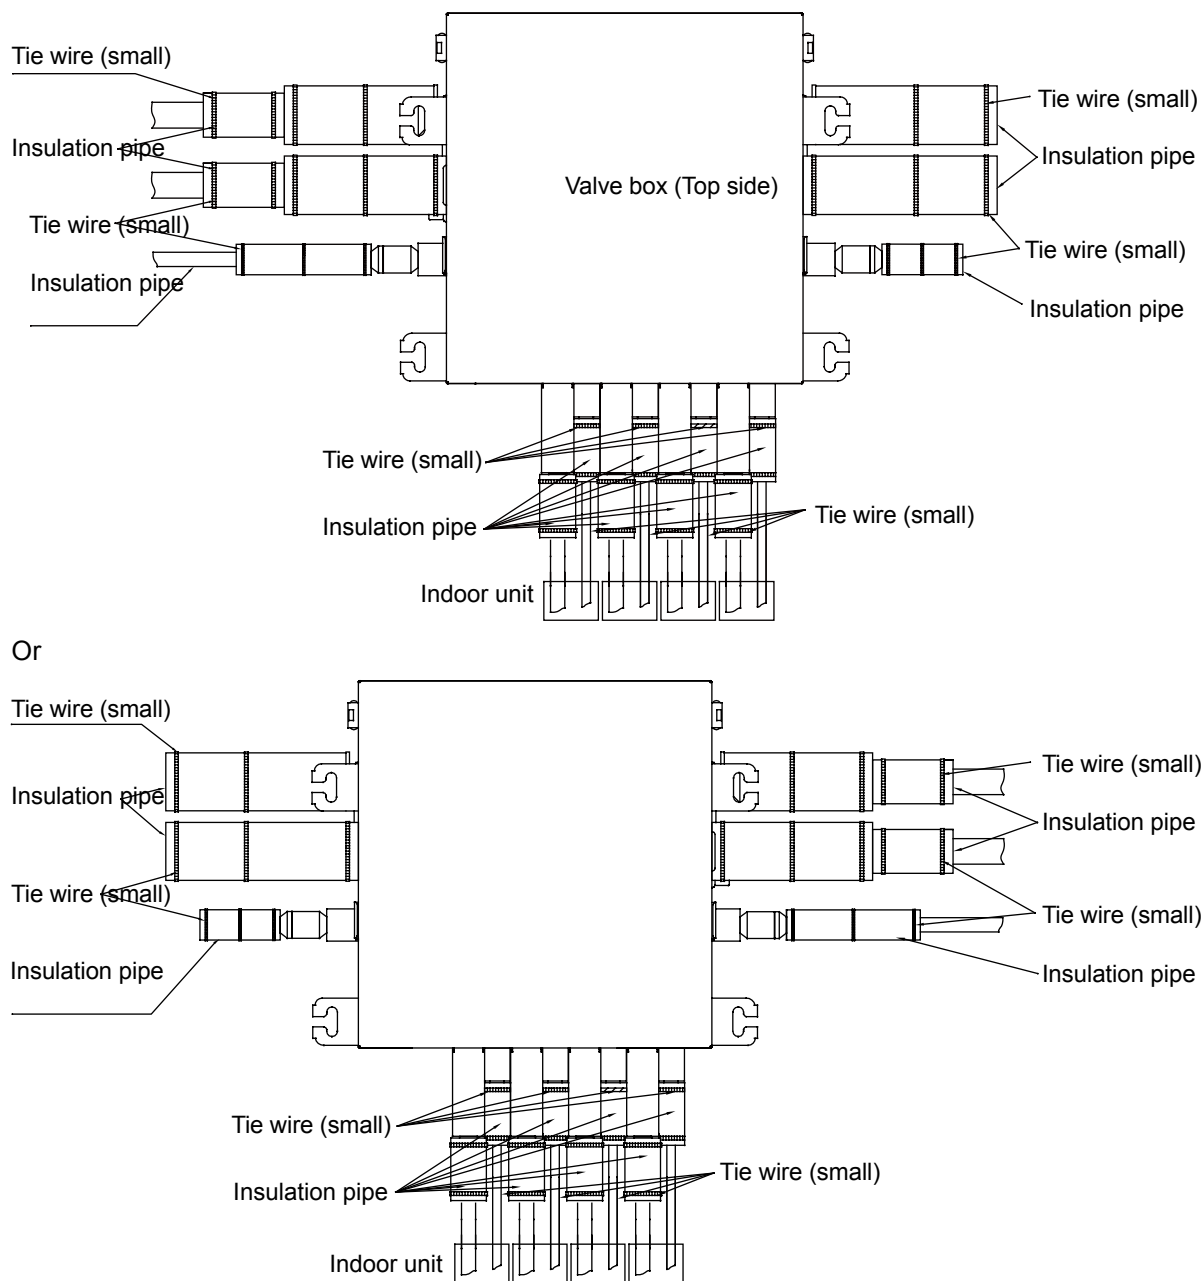 Tie wire (small)
Tie wire (small)
Insulation pipe
Insulation pipe
Valve box (Top side)
Tie wire (small)
Tie wire (small)
Insulation pipe
Insulation pipe
Tie wire (small)
Insulation pipe
Tie wire (small)
Indoor unit
Or
Tie wire (small)
Tie wire (small)
Insulation pipe
Insulation pipe
Tie wire (small)
Tie wire (small)
Insulation pipe
Insulation pipe
Tie wire (small)
Tie wire (small)
Insulation pipe
Indoor unit